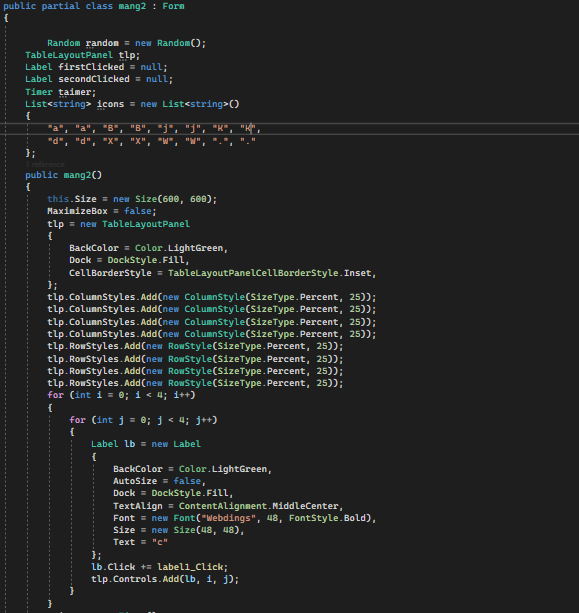 public partial class mang2 : Form
{
Random random = new Random();
TableLayoutPanel tlp;
Label firstClicked = null;
Label secondClicked = null;
Timer taimer;
List<string> icons = new List<string>()
{
"a", "a", "B", "B", "j", "j", "K", "K",
"d", "d", "X", "X", "W", "W", ".", "."
};
public mang2()
{
this.Size = new Size(600, 600);
MaximizeBox = false;
tlp = new TableLayoutPanel
{
BackColor = Color.LightGreen,
Dock = DockStyle.Fill,
CellBorderStyle = TableLayoutPanelCellBorderStyle.Inset,
};
tlp.ColumnStyles.Add(new ColumnStyle(SizeType.Percent, 25));
tlp.ColumnStyles.Add(new ColumnStyle(SizeType.Percent, 25));
tlp.ColumnStyles.Add(new ColumnStyle(SizeType.Percent, 25));
tlp.ColumnStyles.Add(new ColumnStyle(SizeType.Percent, 25));
tlp.RowStyles.Add(new RowStyle(SizeType.Percent, 25));
tlp.RowStyles.Add(new RowStyle(SizeType.Percent, 25));
tlp.RowStyles.Add(new RowStyle(SizeType.Percent, 25));
tlp.RowStyles.Add(new RowStyle(SizeType.Percent, 25));
for (int i = 0; i < 4; i++)
{
for (int j = 0; j < 4; j++)
{
Label lb = new Label
{
BackColor = Color.LightGreen,
AutoSize = false,
Dock = DockStyle.Fill,
TextAlign = ContentAlignment.MiddleCenter,
Font = new Font("Webdings", 48, FontStyle.Bold),
Size = new Size(48, 48),
Text = "c"
};
lb.Click += label1_Click;
tlp.Controls.Add(lb, i, j);
}
}